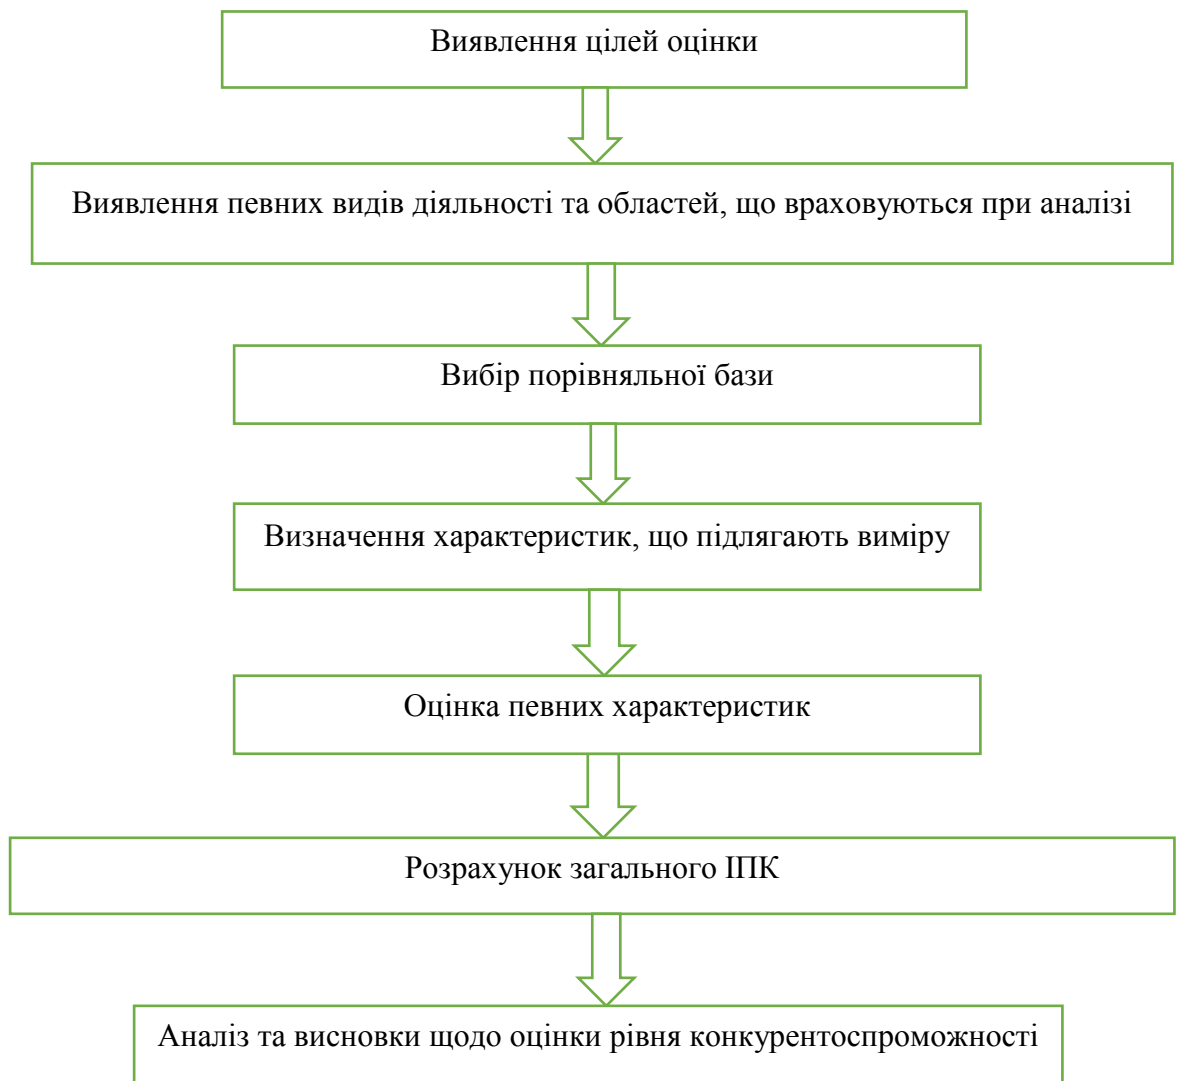 Виявлення цілей оцінки
Виявлення певних видів діяльності та областей, що враховуються при аналізі
Вибір порівняльної бази
Визначення характеристик, що підлягають виміру
Оцінка певних характеристик
Розрахунок загального ІПК
Аналіз та висновки щодо оцінки рівня конкурентоспроможності